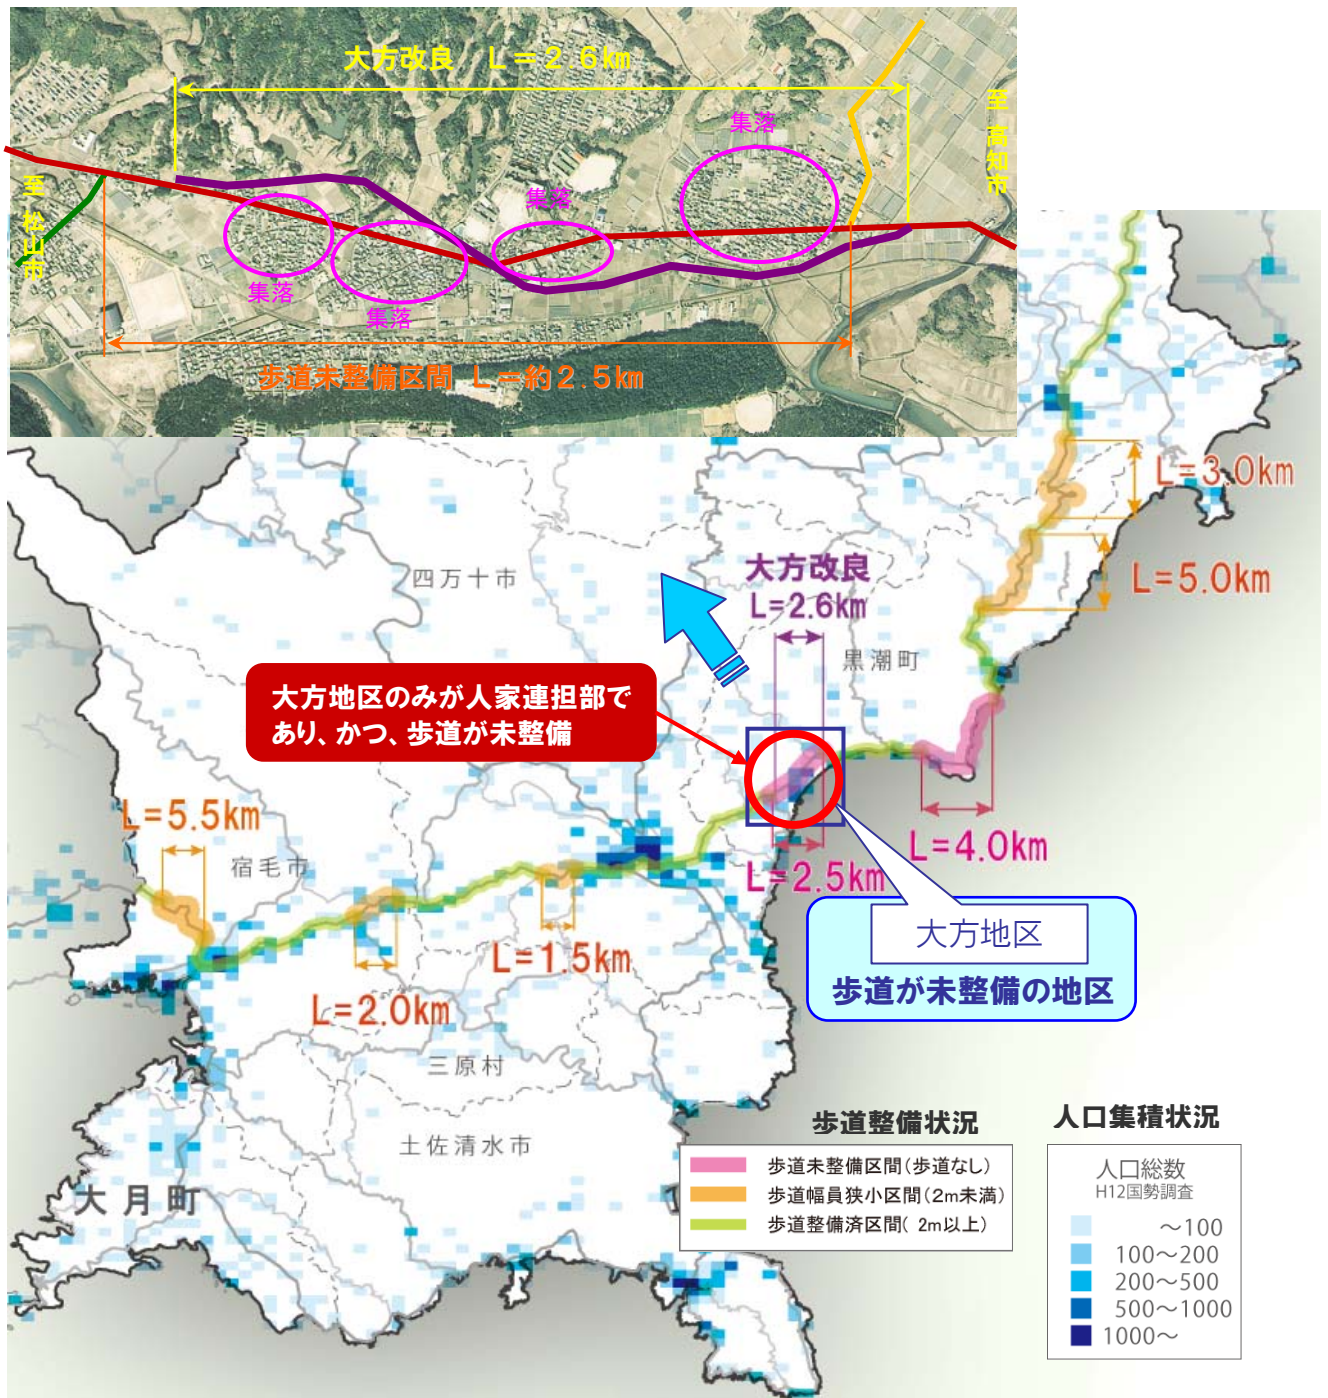 大方改良 L＝2.6km
至 高知市
集落
集落
至 松山市
集落
集落
歩道未整備区間 L＝約2.5km
L=3.0km
大方改良
L=2.6km
四万十市
L=5.0km
黒潮町
大方地区のみが人家連担部で
あり、かつ、歩道が未整備
L=5.5km
宿毛市
L=4.0km
L=2.5km
大方地区
L=1.5km
歩道が未整備の地区
L=2.0km
三原村
土佐清水市
大月町
歩道整備状況
歩道未整備区間(歩道なし)
歩道幅員狭小区間(2m未満)
歩道整備済区間( 2m以上)
人口集積状況
人口総数
H12国勢調査
～100
100～200
200～500
500～1000
1000～